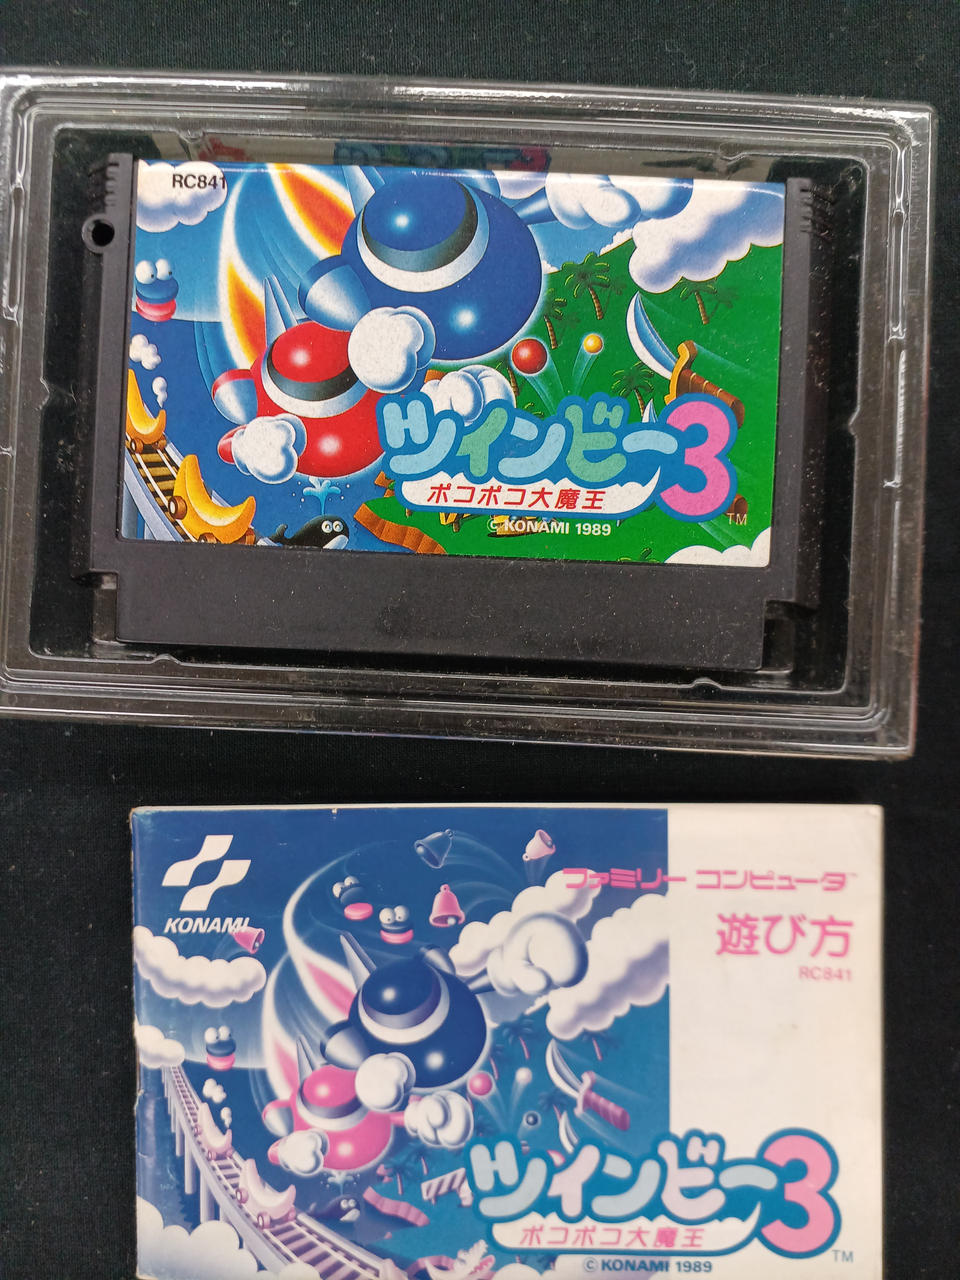 RC841
ツインビー3
ポコポコ大魔王
TM
© KONAMI 1989
KONAMI
ファミリー コンピュータ™
遊び方
RC841
ツインビー3
ポコポコ大魔王
TM
© KONAMI 1989